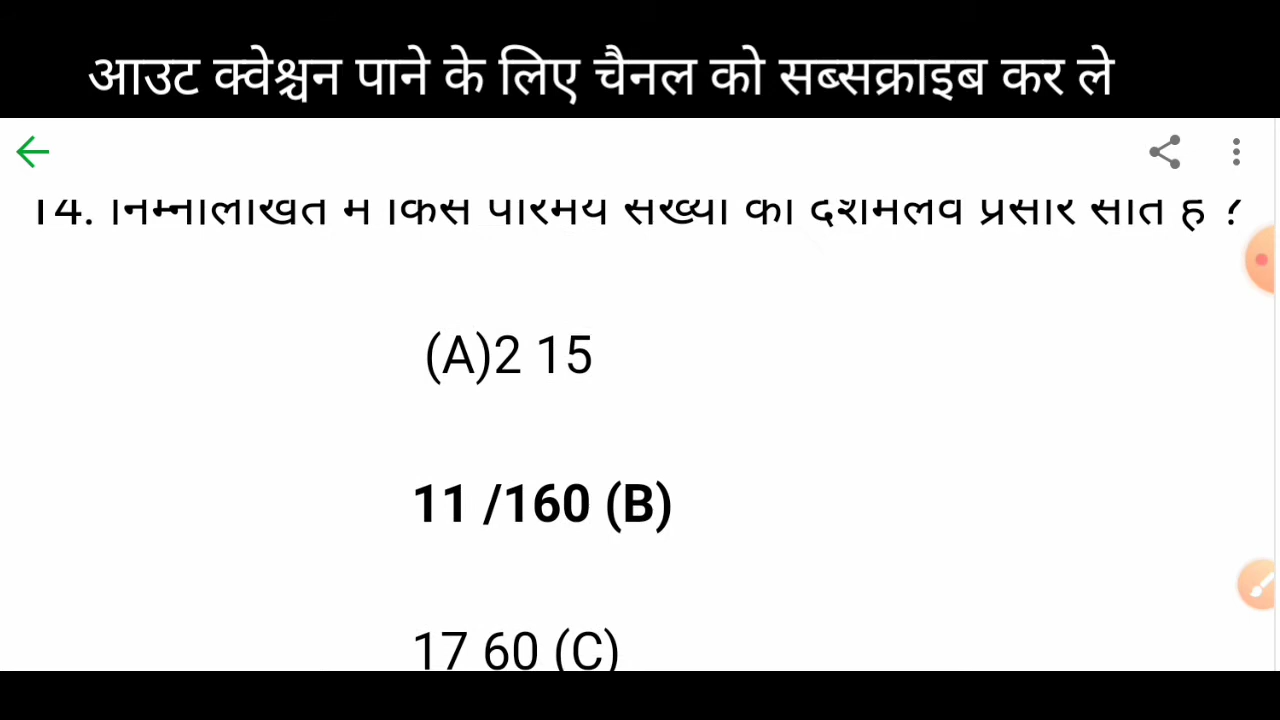 आउट क्वेश्चन पाने के लिए चैनल को सब्सक्राइब कर ले
14. निम्नलिखित में किस परिमेय संख्या का दशमलव प्रसार सांत है ?
(A)2 15
11 /160 (B)
17 60 (C)